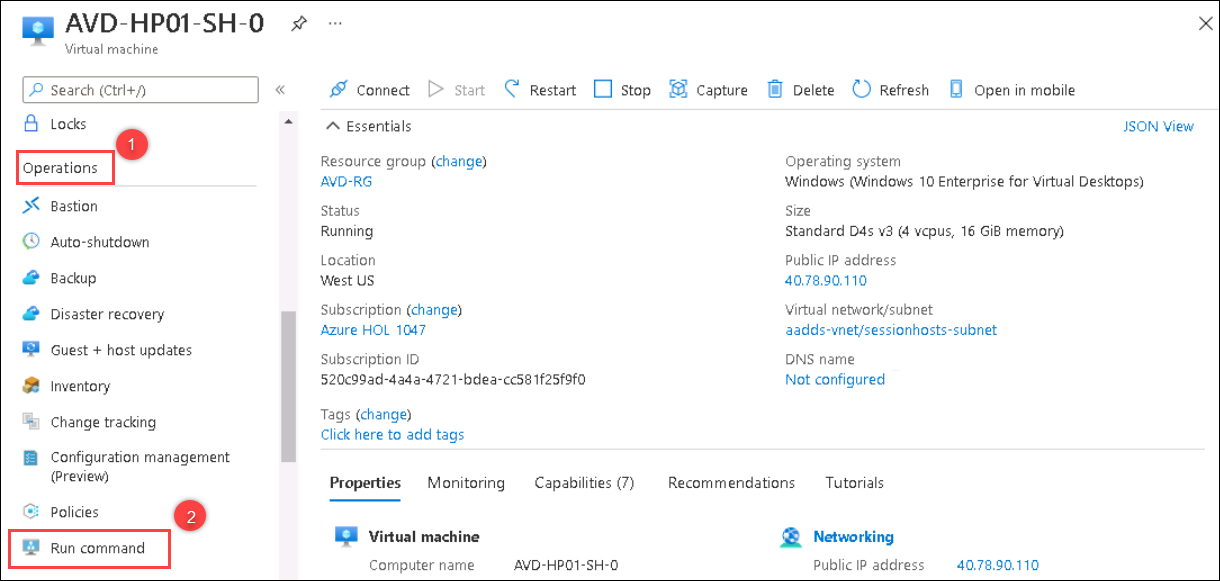 AVD-HP01-SH-0
Virtual machine
Search (Ctrl+/)
Locks
1
Operations
Bastion
Auto-shutdown
Backup
Disaster recovery
Guest + host updates
Inventory
Change tracking
Configuration management
(Preview)
Policies
2
Run command
Connect Start Restart Stop Capture Delete Refresh Open in mobile
Essentials JSON View
Resource group (change)
AVD-RG
Status
Running
Location
West US
Subscription (change)
Azure HOL 1047
Subscription ID
520c99ad-4a4a-4721-bdea-cc581f25f9f0
Tags (change)
Click here to add tags
Operating system
Windows (Windows 10 Enterprise for Virtual Desktops)
Size
Standard D4s v3 (4 vcpus, 16 GiB memory)
Public IP address
40.78.90.110
Virtual network/subnet
aadds-vnet/sessionhosts-subnet
DNS name
Not configured
Properties Monitoring Capabilities (7) Recommendations Tutorials
Virtual machine
Computer name AVD-HP01-SH-0
Networking
Public IP address 40.78.90.110